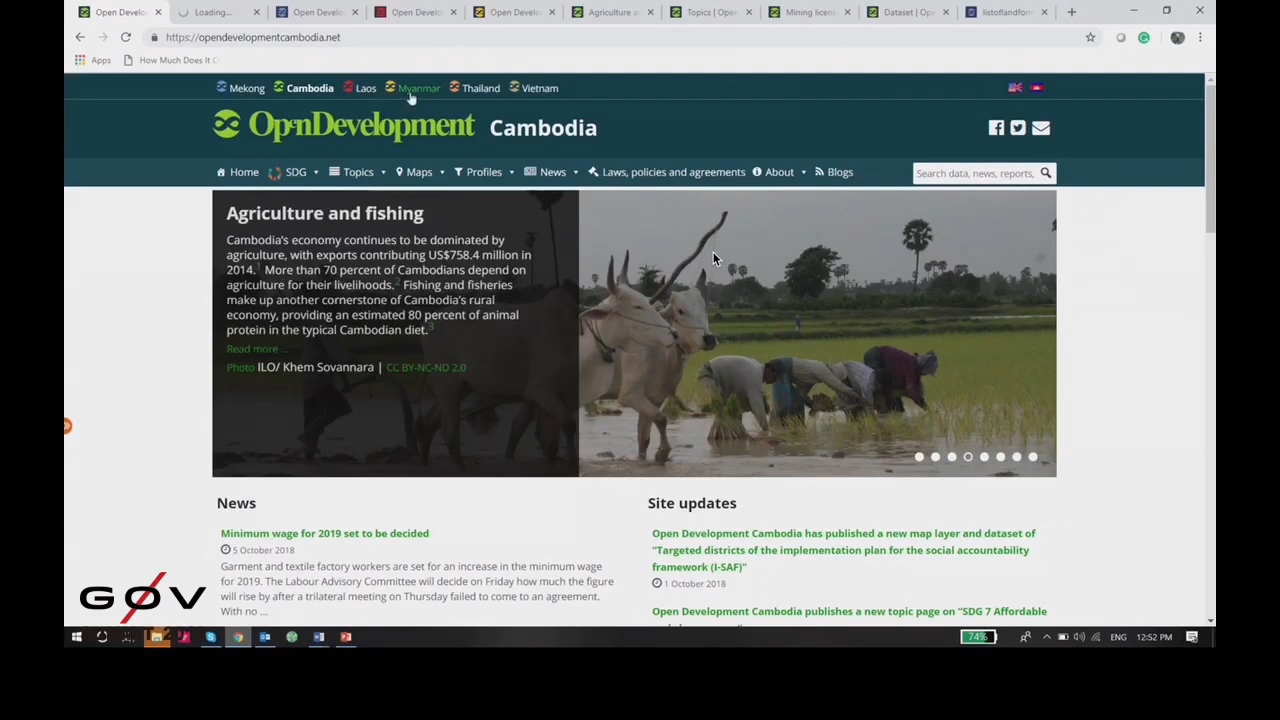 Open Develo
Loading...
Open Develo
Open Develo
Open Develo
Agriculture a
Topics | Open
Mining licens
Dataset | Op
listoflandform
https://opendevelopmentcambodia.net
Apps
How Much Does It C
Mekong Cambodia Laos Myanmar Thailand Vietnam
OpenDevelopment Cambodia
Home SDG Topics Maps Profiles News Laws, policies and agreements About Blogs
Search data, news, reports,
Agriculture and fishing
Cambodia's economy continues to be dominated by
agriculture, with exports contributing US$758.4 million in
2014.1 More than 70 percent of Cambodians depend on
agriculture for their livelihoods.2 Fishing and fisheries
make up another cornerstone of Cambodia's rural
economy, providing an estimated 80 percent of animal
protein in the typical Cambodian diet.3
Read more ...
Photo ILO/ Khem Sovannara | CC BY-NC-ND 2.0
News
Minimum wage for 2019 set to be decided
5 October 2018
Garment and textile factory workers are set for an increase in the minimum wage
for 2019. The Labour Advisory Committee will decide on Friday how much the figure
will rise by after a trilateral meeting on Thursday failed to come to an agreement.
With no ...
Site updates
Open Development Cambodia has published a new map layer and dataset of
"Targeted districts of the implementation plan for the social accountability
framework (I-SAF)"
1 October 2018
Open Development Cambodia publishes a new topic page on "SDG 7 Affordable
GØV
74%
ENG
12:52 PM